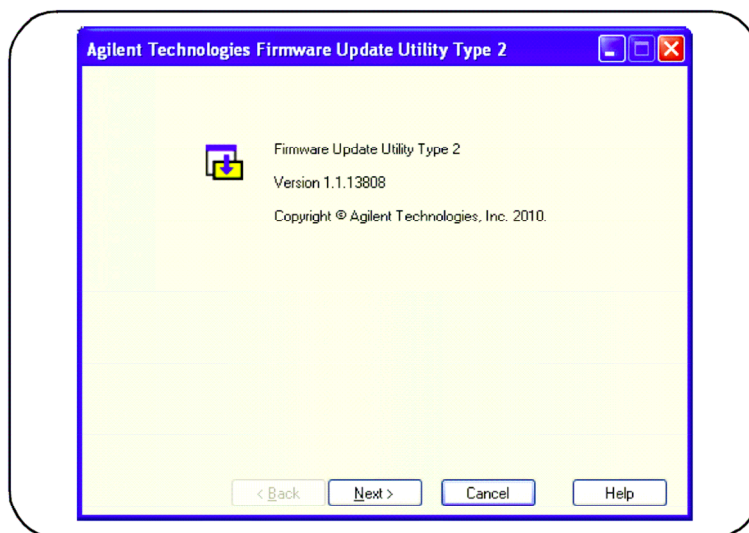 Agilent Technologies Firmware Update Utility Type 2
Firmware Update Utility Type 2
Version 1.1.13808
Copyright © Agilent Technologies, Inc. 2010.
< Back Next > Cancel Help